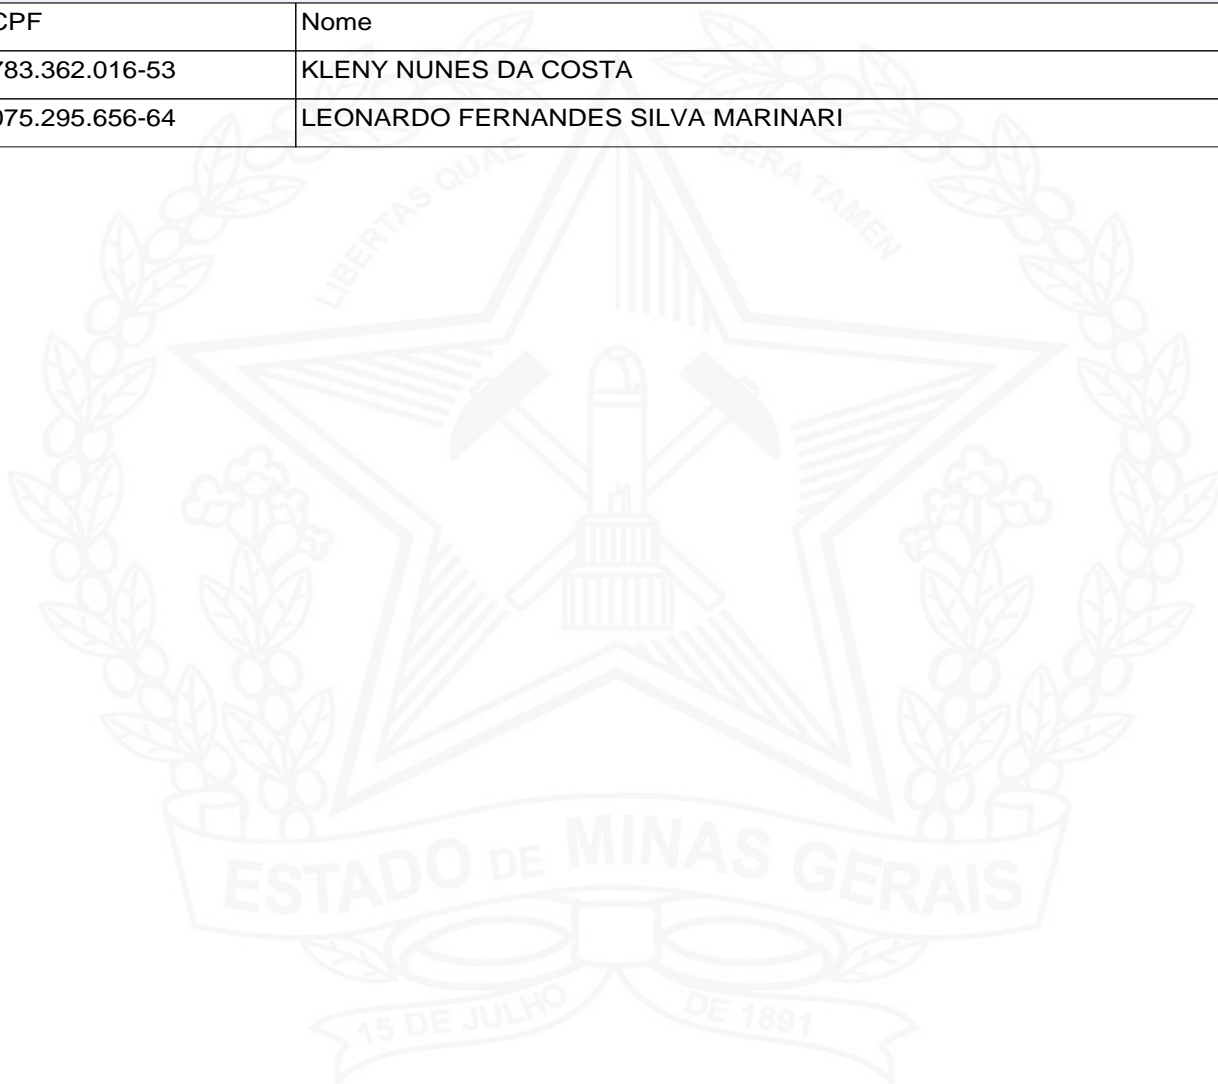 CPF Nome
783.362.016-53 KLENY NUNES DA COSTA
075.295.656-64 LEONARDO FERNANDES SILVA MARINARI
LIBERTAS QUAE SERA TAMEN
ESTADO DE MINAS GERAIS
15 DE JULHO DE 1891